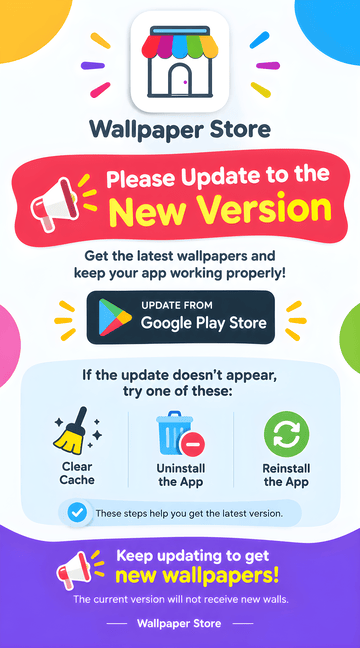 Wallpaper Store
Please Update to the
New Version
Get the latest wallpapers and
keep your app working properly!
UPDATE FROM
Google Play Store
If the update doesn't appear,
try one of these:
Clear
Cache
Uninstall
the App
Reinstall
the App
These steps help you get the latest version.
Keep updating to get
new wallpapers!
The current version will not receive new walls.
Wallpaper Store